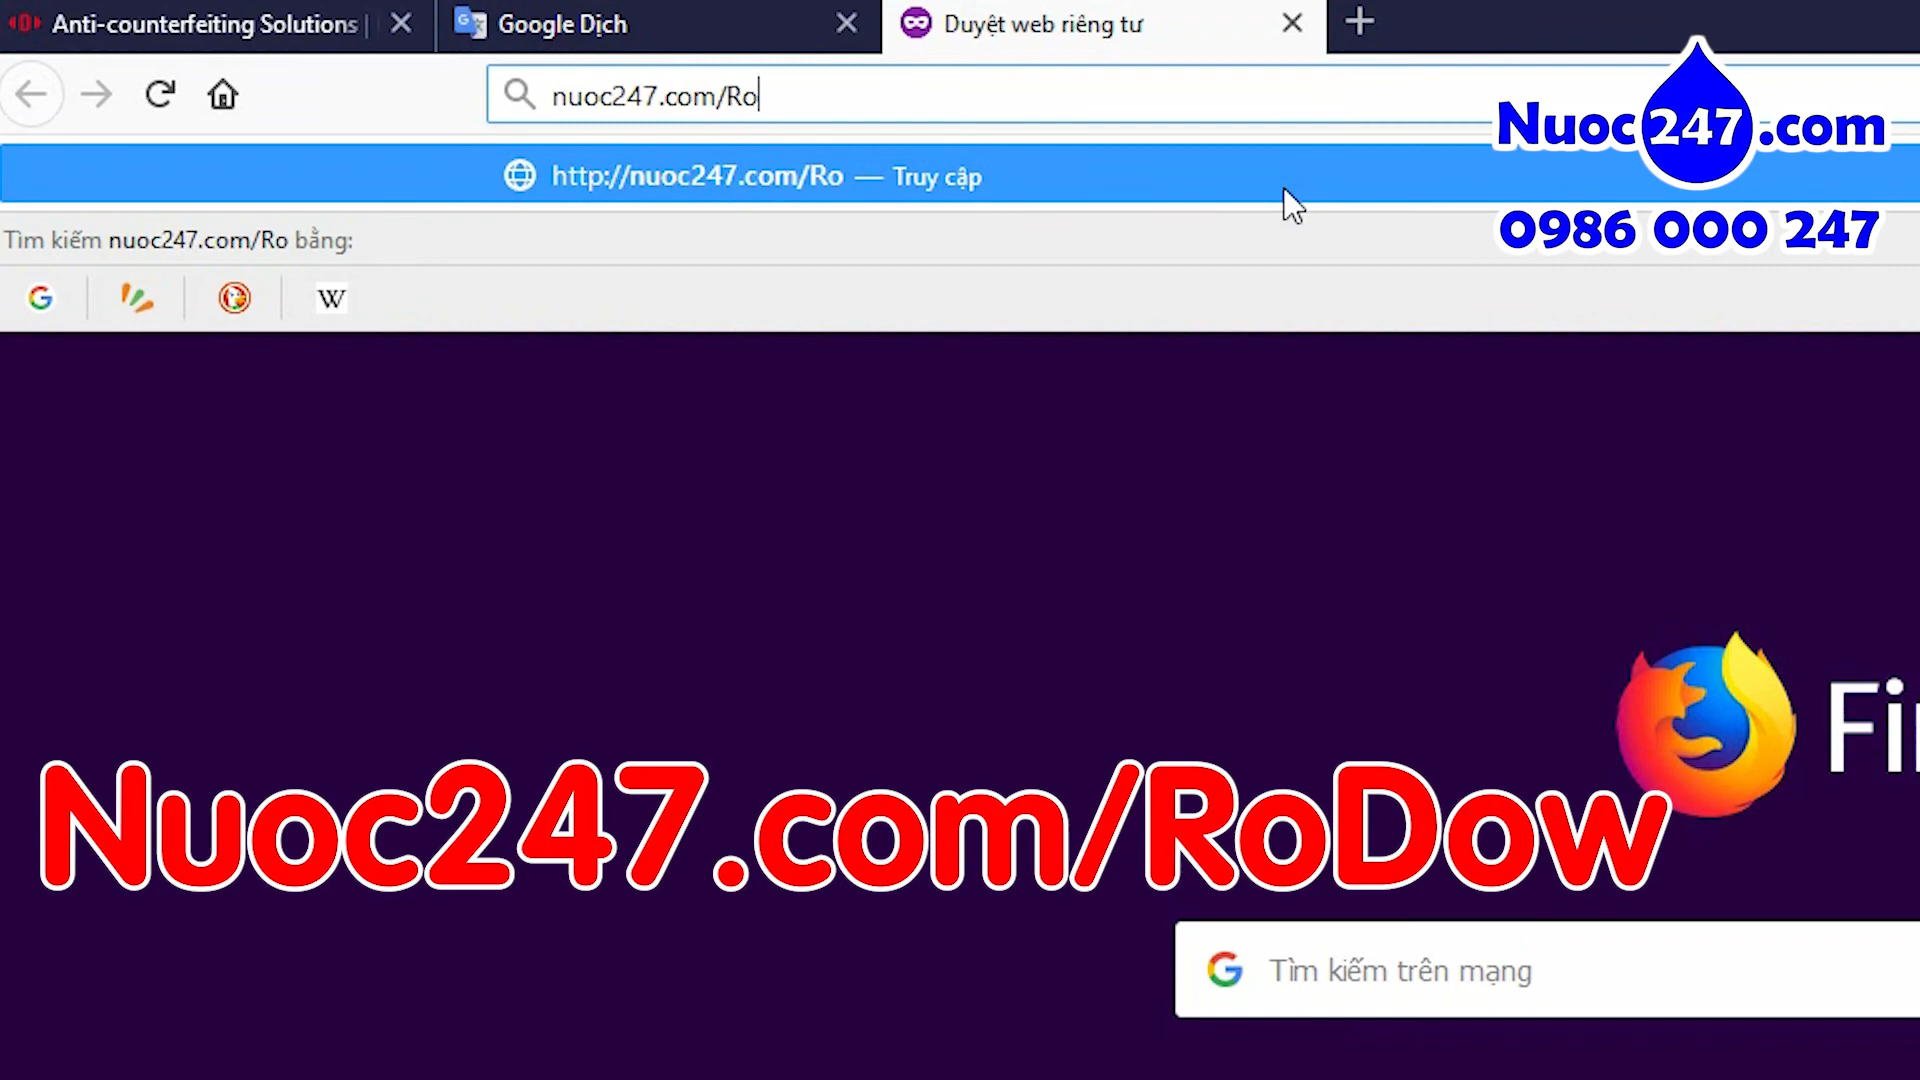 Anti-counterfeiting Solutions |
Google Dịch
Duyệt web riêng tư
nuoc247.com/Ro
http://nuoc247.com/Ro — Truy cập
Nuoc247.com
0986 000 247
Tìm kiếm nuoc247.com/Ro bằng:
W
Fi
Nuoc247.com/RoDow
Tìm kiếm trên mạng